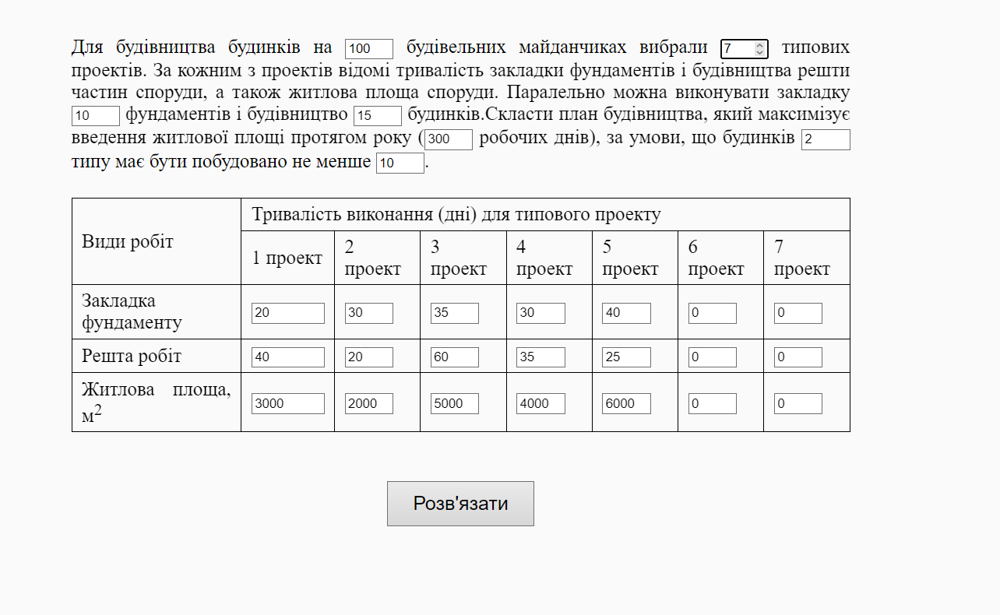 Для будівництва будинків на 100 будівельних майданчиках вибрали 7 типових
проектів. За кожним з проектів відомі тривалість закладки фундаментів і будівництва решти
частин споруди, а також житлова площа споруди. Паралельно можна виконувати закладку
10 фундаментів і будівництво 15 будинків.Скласти план будівництва, який максимізує
введення житлової площі протягом року (300 робочих днів), за умови, що будинків 2
типу має бути побудовано не менше 10.
Види робіт
Тривалість виконання (дні) для типового проекту
1 проект 2 проект 3 проект 4 проект 5 проект 6 проект 7 проект
Закладка фундаменту 20 30 35 30 40 0 0
Решта робіт 40 20 60 35 25 0 0
Житлова площа, м² 3000 2000 5000 4000 6000 0 0
Розв'язати